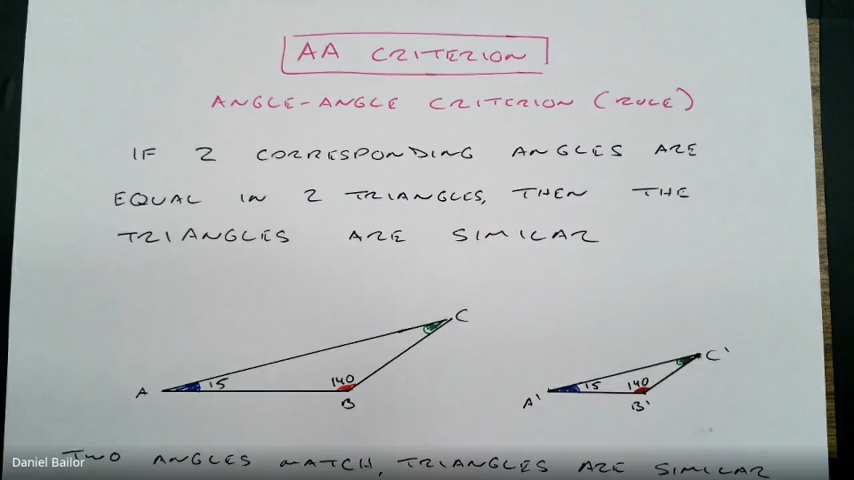 AA CRITERION
ANGLE-ANGLE CRITERION (RULE)
IF 2 CORRESPONDING ANGLES ARE
EQUAL IN 2 TRIANGLES, THEN THE
TRIANGLES ARE SIMILAR
C
A 15 140
B
C'
A' 15 140
B'
TWO ANGLES MATCH, TRIANGLES ARE SIMILAR
Daniel Bailor